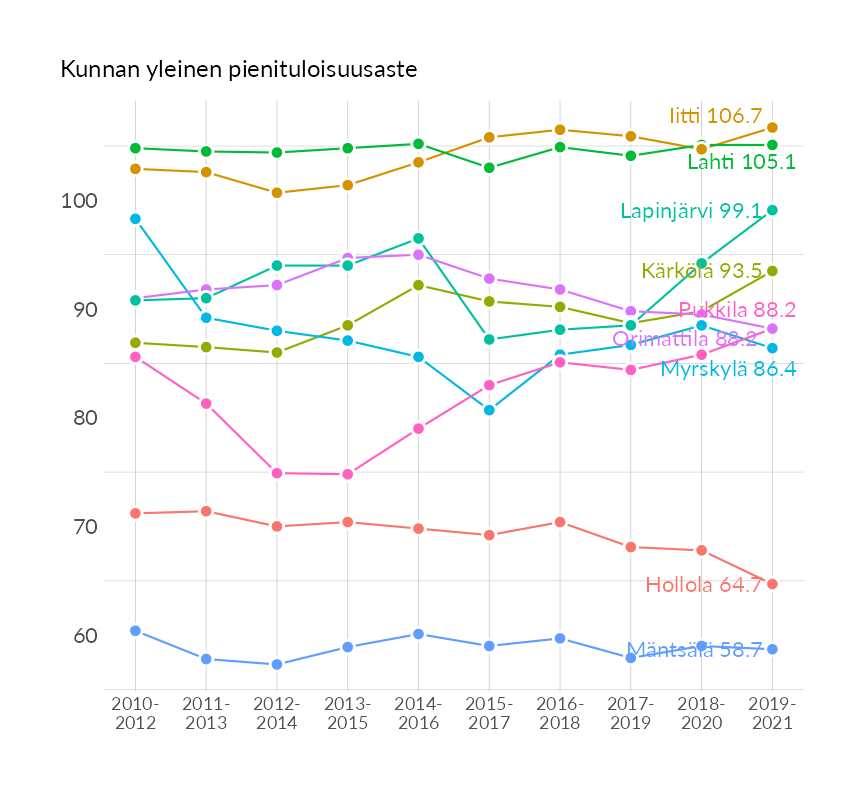 Kunnan yleinen pienituloisuusaste
Iitti 106.7
Lahti 105.1
100
Lapinjärvi 99.1
Kärkölä 93.5
90
Pukkila 88.2
Orimattila 88.2
Myrskylä 86.4
80
70
Hollola 64.7
60
Mäntsälä 58.7
2010- 2011- 2012- 2013- 2014- 2015- 2016- 2017- 2018- 2019-
2012 2013 2014 2015 2016 2017 2018 2019 2020 2021